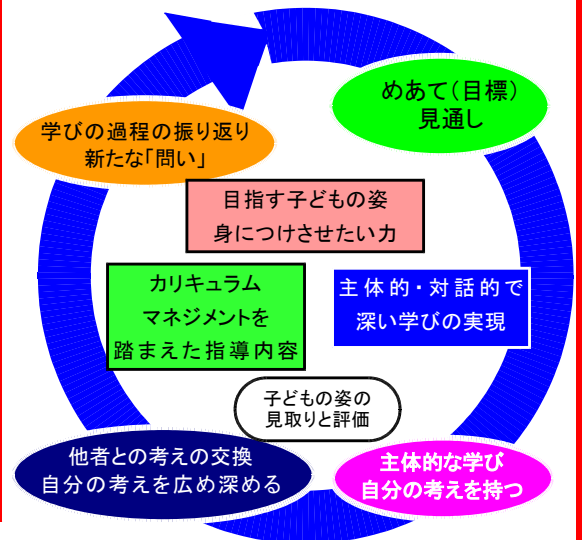 めあて(目標)
見通し
学びの過程の振り返り
新たな「問い」
目指す子どもの姿
身につけさせたい力
カリキュラム
マネジメントを
踏まえた指導内容
主体的・対話的で
深い学びの実現
子どもの姿の
見取りと評価
他者との考えの交換
自分の考えを広め深める
主体的な学び
自分の考えを持つ